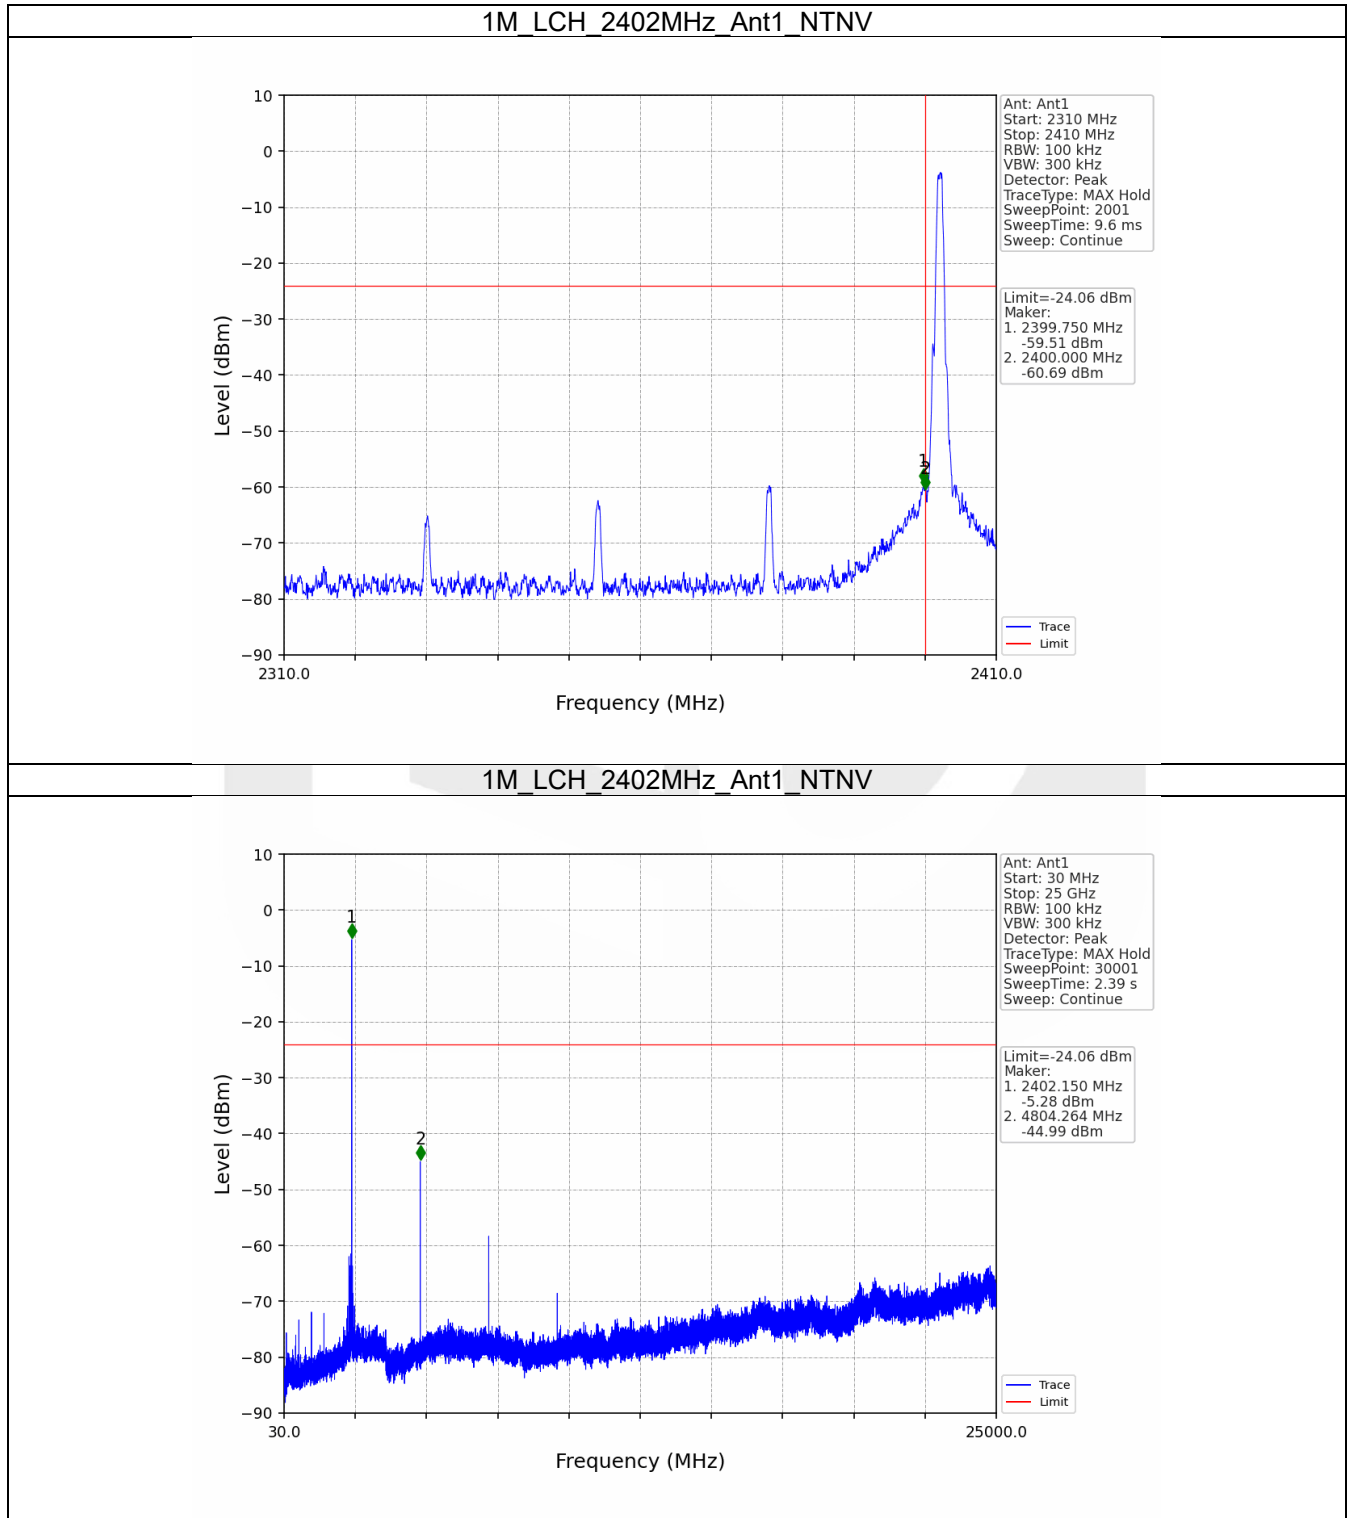 1M_LCH_2402MHz_Ant1_NTNV
10
0
−10
−20
−30
−40
−50
−60
−70
−80
−90
Level (dBm)
2310.0
2410.0
Frequency (MHz)
1
2
Ant: Ant1
Start: 2310 MHz
Stop: 2410 MHz
RBW: 100 kHz
VBW: 300 kHz
Detector: Peak
TraceType: MAX Hold
SweepPoint: 2001
SweepTime: 9.6 ms
Sweep: Continue
Limit=-24.06 dBm
Maker:
1. 2399.750 MHz
-59.51 dBm
2. 2400.000 MHz
-60.69 dBm
Trace
Limit
1M_LCH_2402MHz_Ant1_NTNV
10
0
−10
−20
−30
−40
−50
−60
−70
−80
−90
Level (dBm)
30.0
25000.0
Frequency (MHz)
1
2
Ant: Ant1
Start: 30 MHz
Stop: 25 GHz
RBW: 100 kHz
VBW: 300 kHz
Detector: Peak
TraceType: MAX Hold
SweepPoint: 30001
SweepTime: 2.39 s
Sweep: Continue
Limit=-24.06 dBm
Maker:
1. 2402.150 MHz
-5.28 dBm
2. 4804.264 MHz
-44.99 dBm
Trace
Limit